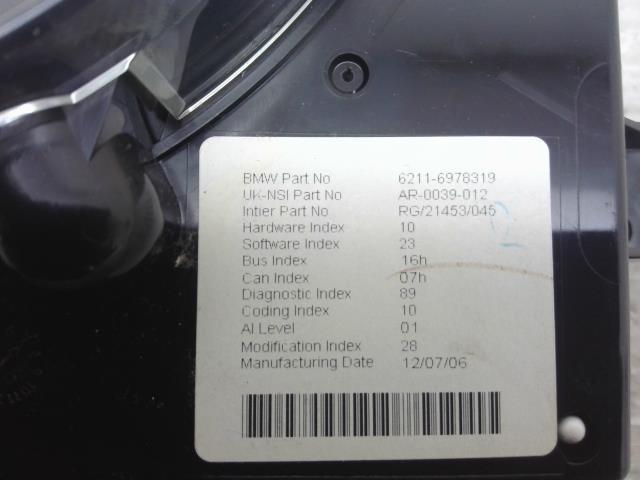 BMW Part No 6211-6978319
UK-NSI Part No AR-0039-012
Intier Part No RG/21453/045
Hardware Index 10
Software Index 23
Bus Index 16h
Can Index 07h
Diagnostic Index 89
Coding Index 10
AI Level 01
Modification Index 28
Manufacturing Date 12/07/06